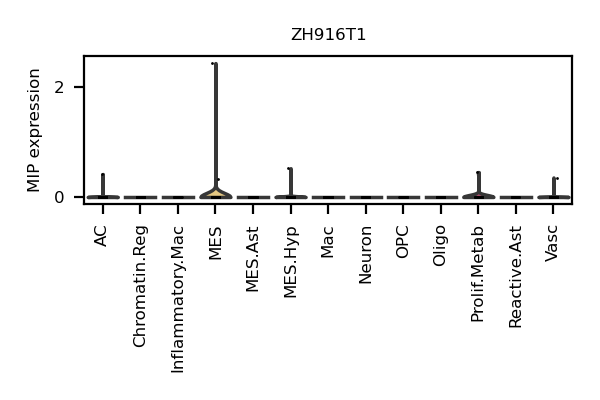 ZH916T1
MIP expression
2
0
AC
Chromatin.Reg
Inflammatory.Mac
MES
MES.Ast
MES.Hyp
Mac
Neuron
OPC
Oligo
Prolif.Metab
Reactive.Ast
Vasc